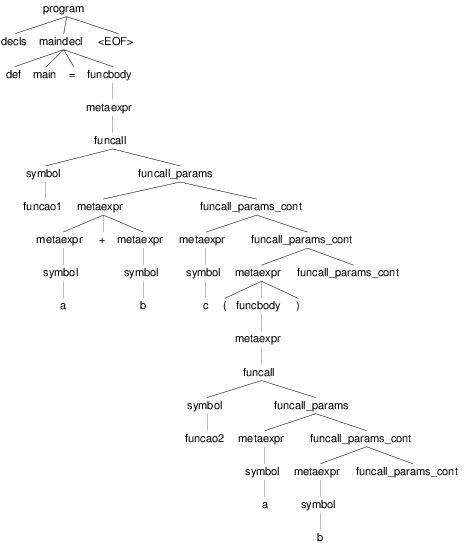 program
decls maindecl <EOF>
def main = funcbody
metaexpr
funcall
symbol funcall_params
funcao1 metaexpr funcall_params_cont
metaexpr + metaexpr metaexpr funcall_params_cont
symbol symbol symbol metaexpr funcall_params_cont
a b c ( funcbody )
metaexpr
funcall
symbol funcall_params
funcao2 metaexpr funcall_params_cont
symbol metaexpr funcall_params_cont
a symbol
b